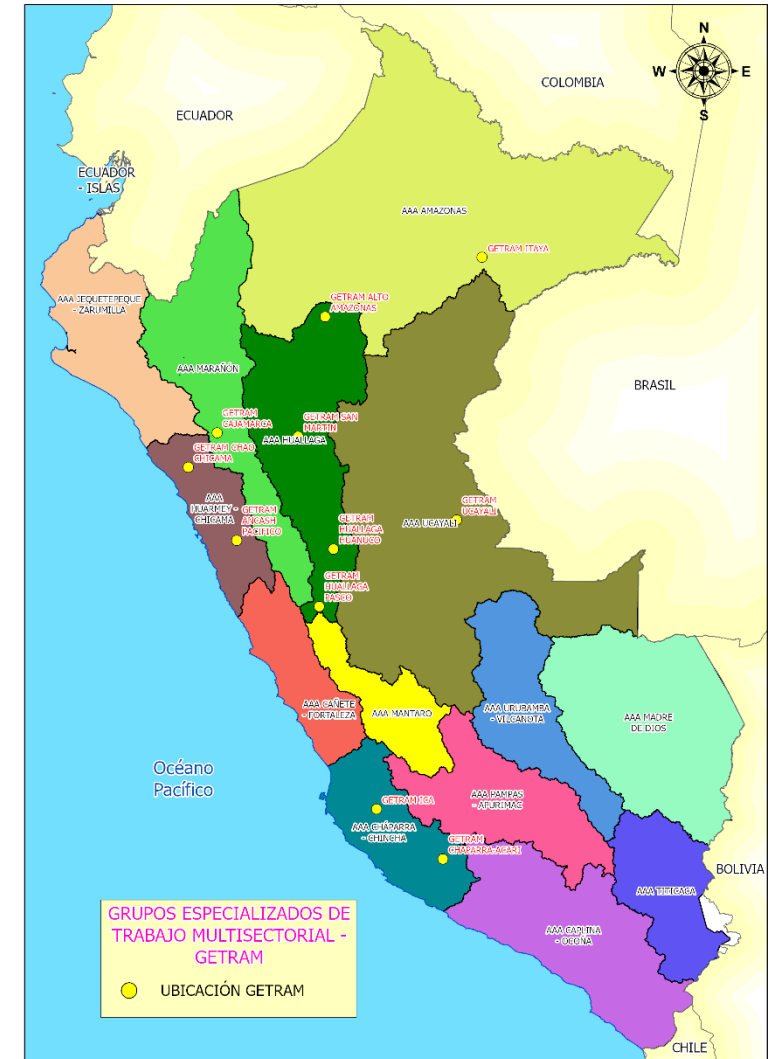 N
W
E
S
COLOMBIA
ECUADOR
ECUADOR
- ISLAS
AAA AMAZONAS
GETRAM ITAYA
AAA JEQUETEPEQUE
- ZARUMILLA
GETRAM ALTO
AMAZONAS
AAA MARAÑÓN
BRASIL
GETRAM
CAJAMARCA
GETRAM SAN
MARTIN
AAA HUALLAGA
GETRAM CHAO
CHICAMA
AAA
HUARMEY -
CHICAMA
GETRAM
ANCASH
PACIFICO
GETRAM
HUALLAGA
HUANUCO
GETRAM
UCAYALI
AAA UCAYALI
GETRAM
HUALLAGA
PASCO
AAA CAÑETE
- FORTALEZA
AAA MANTARO
AAA URUBAMBA
- VILCANOTA
AAA MADRE
DE DIOS
Océano
Pacífico
AAA PAMPAS
- APURIMAC
GETRAM ICA
AAA CHÁPARRA
- CHINCHA
GETRAM
CHAPARRA-ACARI
BOLIVIA
AAA TITICACA
AAA CAPLINA
- OCOÑA
GRUPOS ESPECIALIZADOS DE
TRABAJO MULTISECTORIAL -
GETRAM
UBICACIÓN GETRAM
CHILE